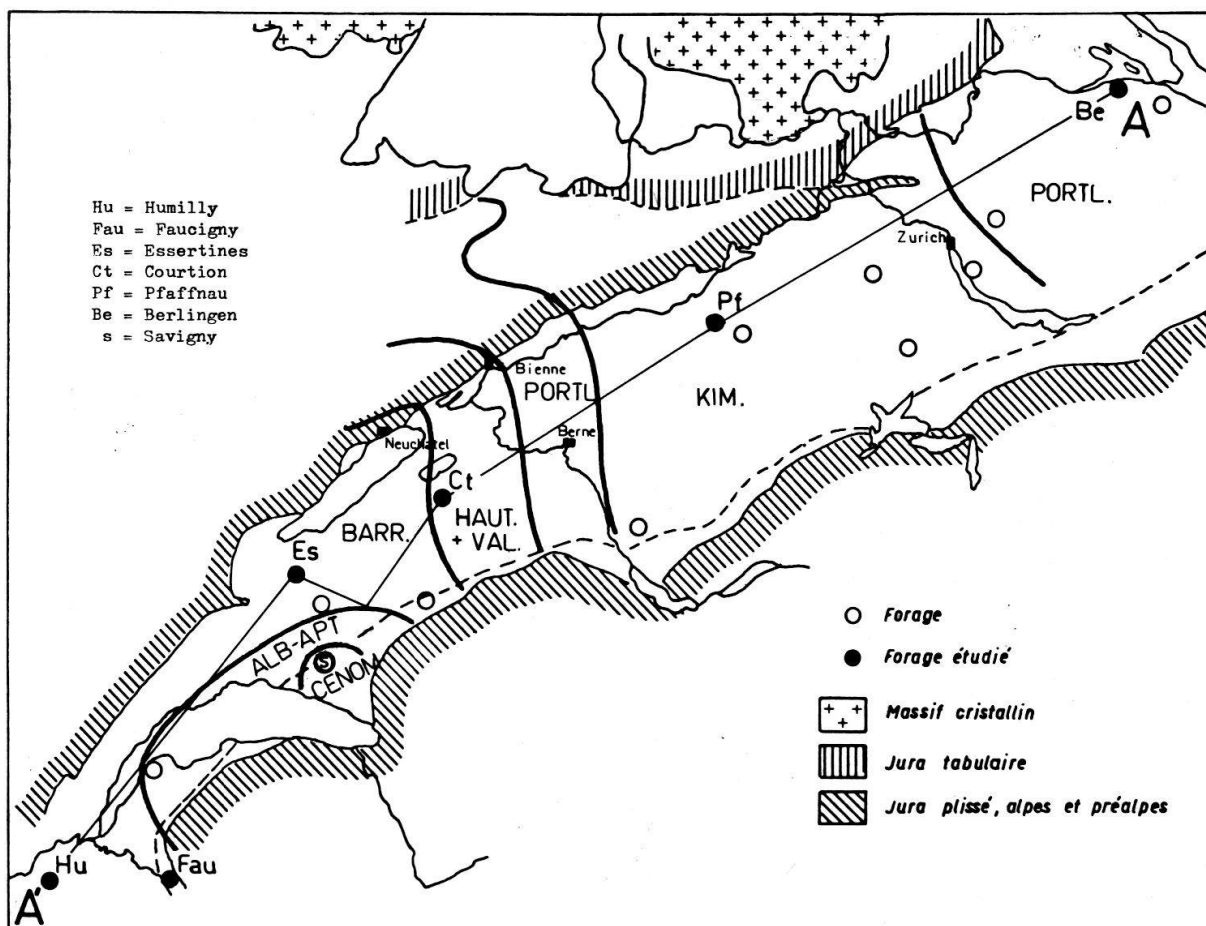 Hu = Humilly
Fau = Faucigny
Es = Essertines
Ct = Courtion
Pf = Pfaffnau
Be = Berlingen
s = Savigny
Be
A
PORTL.
Zurich
Pf
Bienne
PORTL.
KIM.
Berne
Neuchatel
Ct
HAUT.
+ VAL.
BARR.
Es
ALB-APT
S
CÉNOM.
Hu
Fau
A'
Forage
Forage étudié
Massif cristallin
Jura tabulaire
Jura plissé, alpes et préalpes